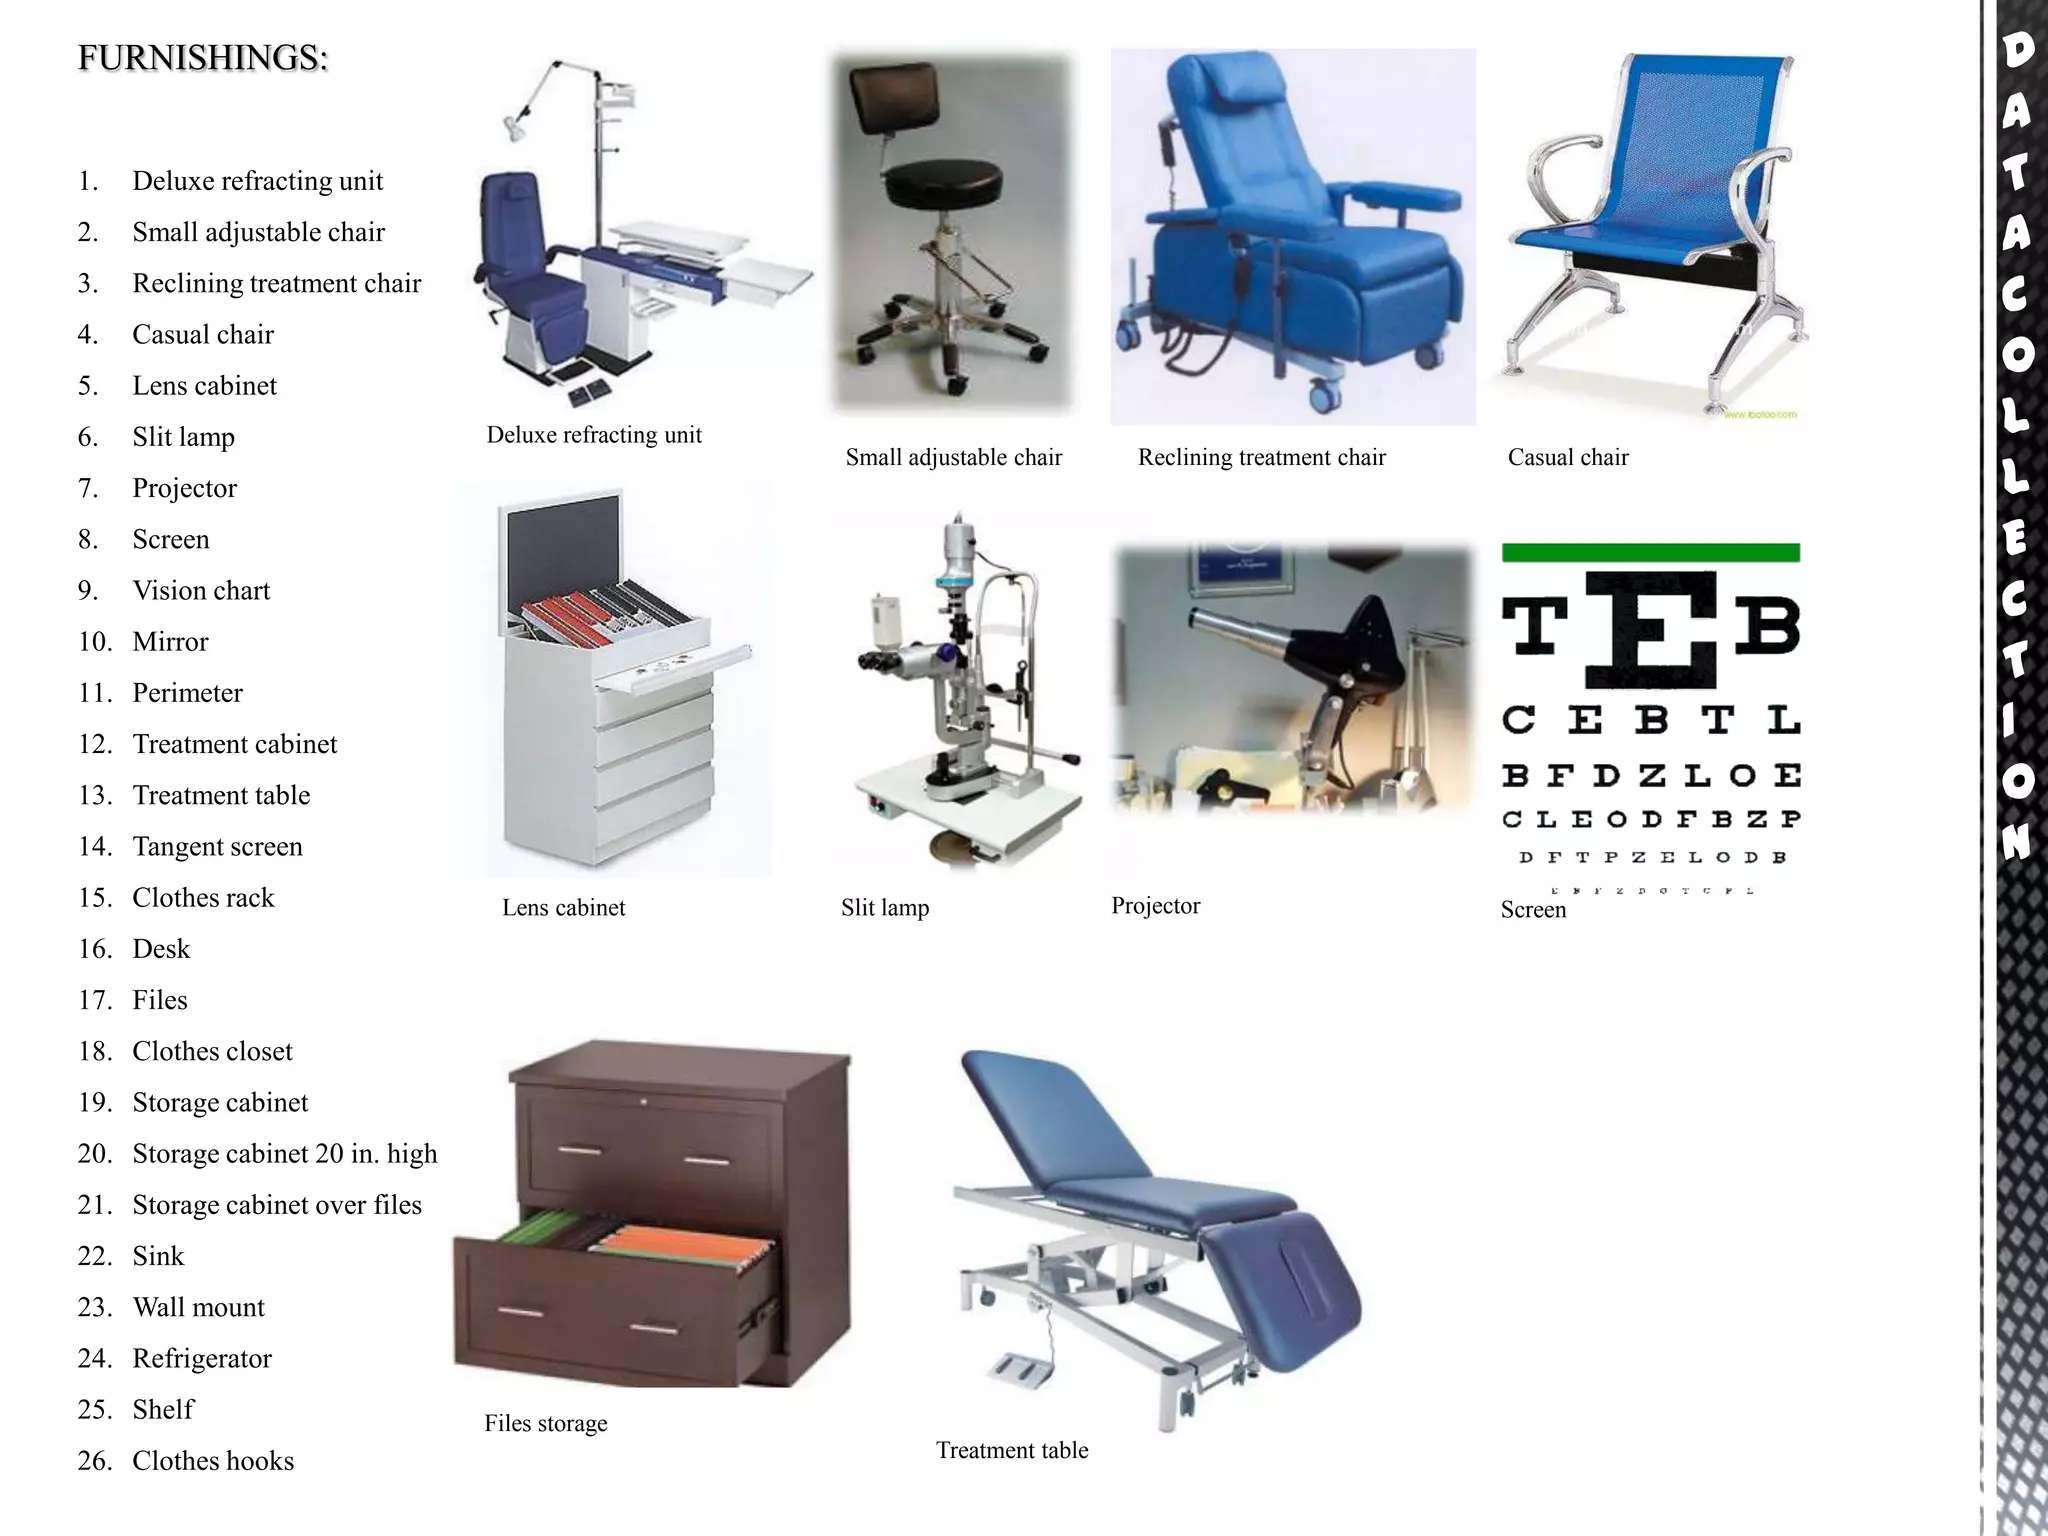 FURNISHINGS:
1. Deluxe refracting unit
2. Small adjustable chair
3. Reclining treatment chair
4. Casual chair
5. Lens cabinet
6. Slit lamp
7. Projector
8. Screen
9. Vision chart
10. Mirror
11. Perimeter
12. Treatment cabinet
13. Treatment table
14. Tangent screen
15. Clothes rack
16. Desk
17. Files
18. Clothes closet
19. Storage cabinet
20. Storage cabinet 20 in. high
21. Storage cabinet over files
22. Sink
23. Wall mount
24. Refrigerator
25. Shelf
26. Clothes hooks
Deluxe refracting unit
Small adjustable chair
Reclining treatment chair
Casual chair
Lens cabinet
Slit lamp
Projector
T E B
C E B T L
B F D Z L O E
C L E O D F B Z P
D F T P Z E L O D B
Screen
Files storage
Treatment table
DATA COLLECTION